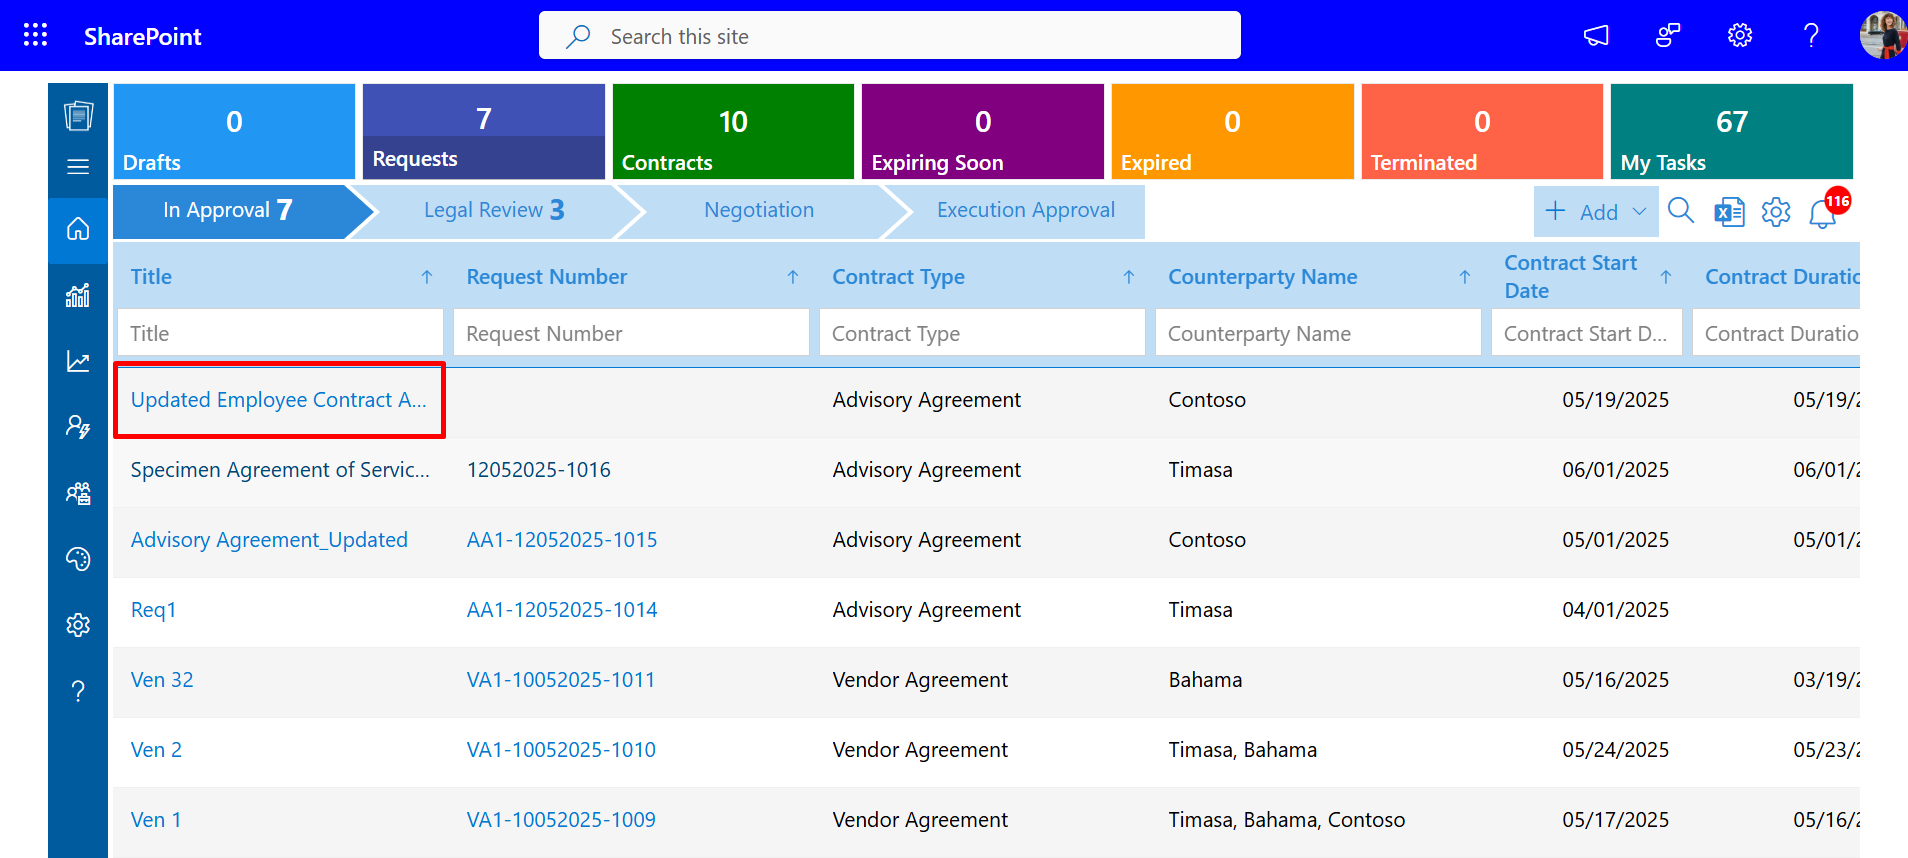 SharePoint
Search this site
0
Drafts
7
Requests
10
Contracts
0
Expiring Soon
0
Expired
0
Terminated
67
My Tasks
In Approval 7
Legal Review 3
Negotiation
Execution Approval
Add
116
Title
Request Number
Contract Type
Counterparty Name
Contract Start
Date
Contract Duratio
Title
Request Number
Contract Type
Counterparty Name
Contract Start D...
Contract Duratio
Updated Employee Contract A... Advisory Agreement Contoso 05/19/2025 05/19/2
Specimen Agreement of Servic... 12052025-1016 Advisory Agreement Timasa 06/01/2025 06/01/2
Advisory Agreement_Updated AA1-12052025-1015 Advisory Agreement Contoso 05/01/2025 05/01/2
Req1 AA1-12052025-1014 Advisory Agreement Timasa 04/01/2025
Ven 32 VA1-10052025-1011 Vendor Agreement Bahama 05/16/2025 03/19/2
Ven 2 VA1-10052025-1010 Vendor Agreement Timasa, Bahama 05/24/2025 05/23/2
Ven 1 VA1-10052025-1009 Vendor Agreement Timasa, Bahama, Contoso 05/17/2025 05/16/2